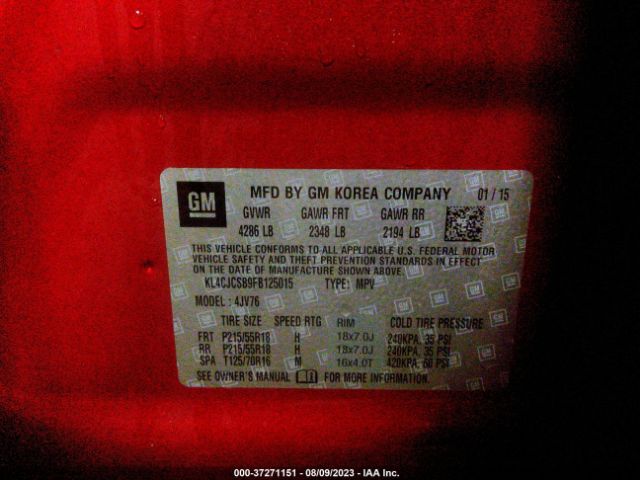 GM MFD BY GM KOREA COMPANY 01 / 15
GVWR GAWR FRT GAWR RR
4286 LB 2348 LB 2194 LB
THIS VEHICLE CONFORMS TO ALL APPLICABLE U.S. FEDERAL MOTOR
VEHICLE SAFETY AND THEFT PREVENTION STANDARDS IN EFFECT
ON THE DATE OF MANUFACTURE SHOWN ABOVE.
KL4CJCSB9FB125015 TYPE: MPV
MODEL: 4JV76
TIRE SIZE SPEED RTG RIM COLD TIRE PRESSURE
FRT P215/55R18 H 18x7.0J 240KPA, 35 PSI
RR P215/55R18 H 18x7.0J 240KPA, 35 PSI
SPA T125/70R16 M 16x4.0T 420KPA, 60 PSI
SEE OWNER'S MANUAL FOR MORE INFORMATION.
000-37271151 - 08/09/2023 - IAA Inc.